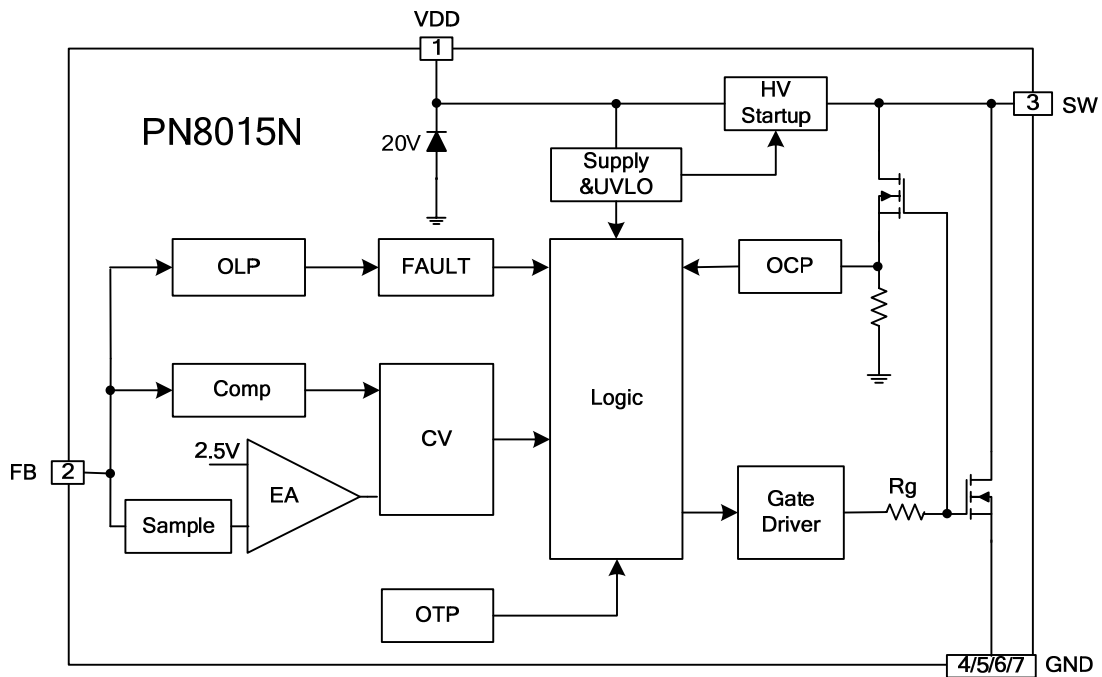 VDD
1
PN8015N
20V
HV
Startup
3
SW
Supply
&UVLO
OLP
FAULT
OCP
Comp
CV
Logic
2.5V
FB
2
EA
Sample
Gate
Driver
Rg
OTP
4/5/6/7
GND